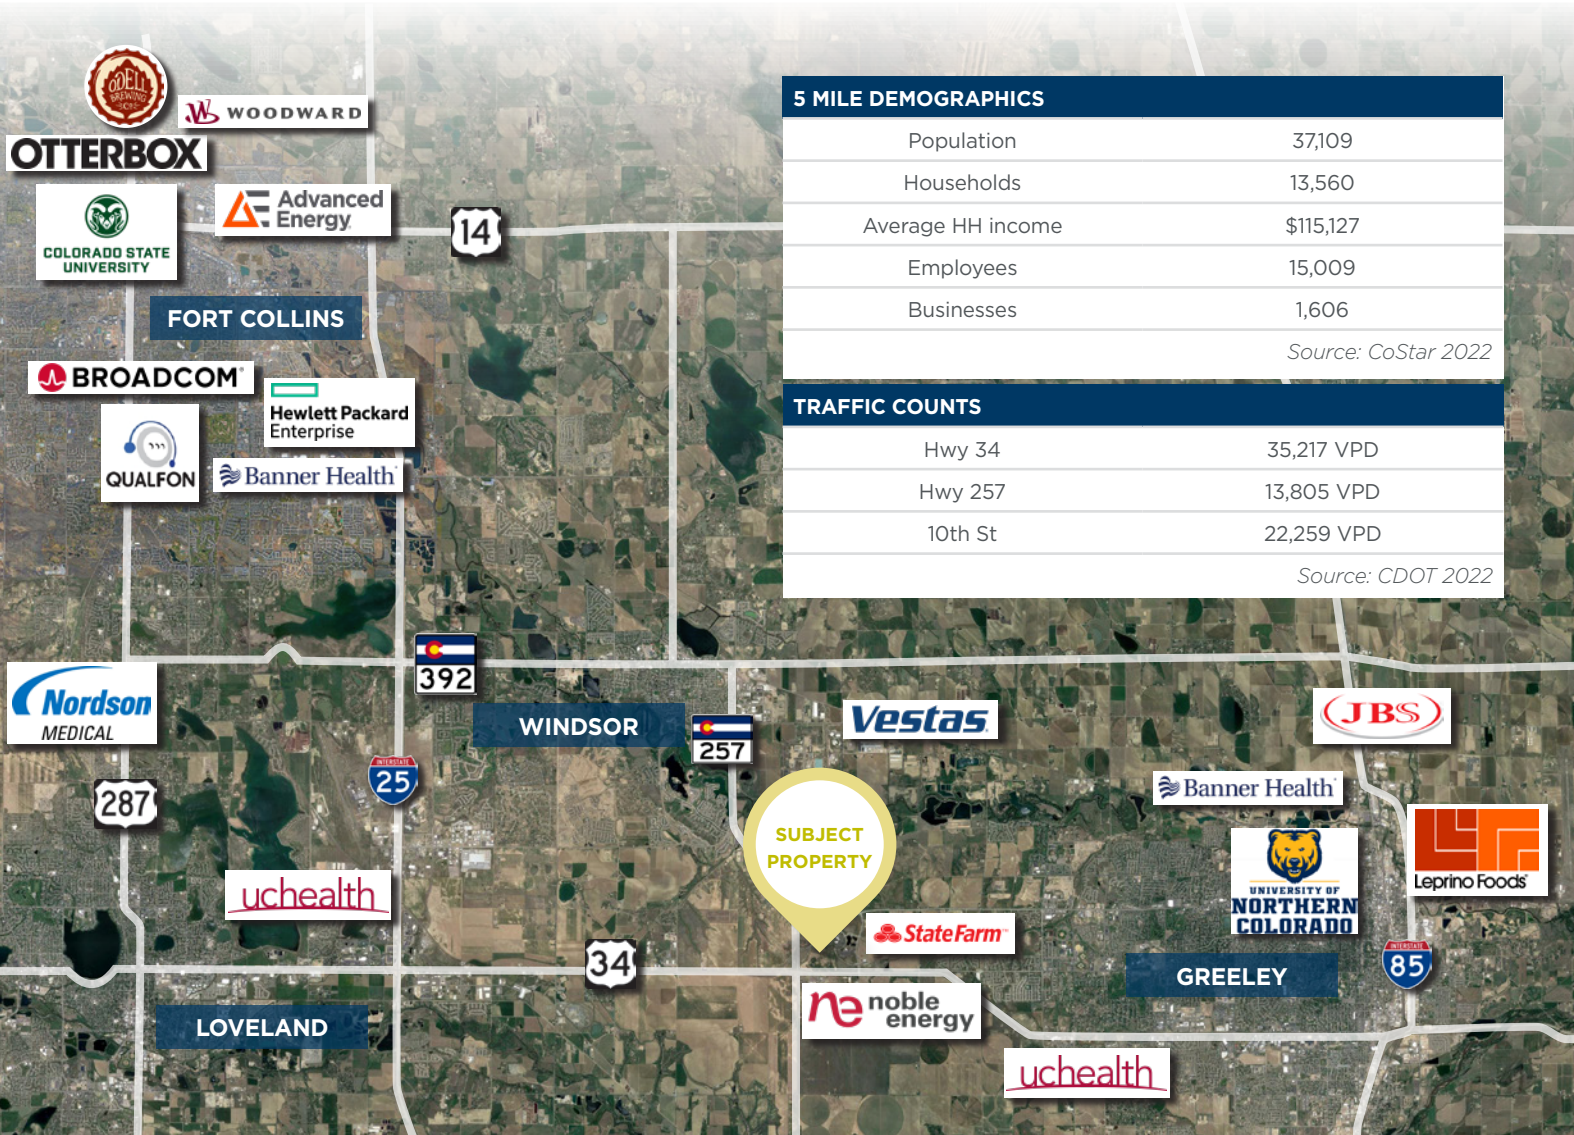 ODELL
BREWING
WOODWARD
OTTERBOX
COLORADO STATE
UNIVERSITY
Advanced
Energy
14
FORT COLLINS
BROADCOM
QUALFON
Hewlett Packard
Enterprise
Banner Health
5 MILE DEMOGRAPHICS
Population 37,109
Households 13,560
Average HH income $115,127
Employees 15,009
Businesses 1,606
Source: CoStar 2022
TRAFFIC COUNTS
Hwy 34 35,217 VPD
Hwy 257 13,805 VPD
10th St 22,259 VPD
Source: CDOT 2022
392
Nordson
MEDICAL
WINDSOR
257
Vestas
JBS
INTERSTATE
25
287
Banner Health
SUBJECT
PROPERTY
UNIVERSITY OF
NORTHERN
COLORADO
Leprino Foods
uchealth
StateFarm
34
GREELEY
INTERSTATE
85
LOVELAND
noble
energy
uchealth